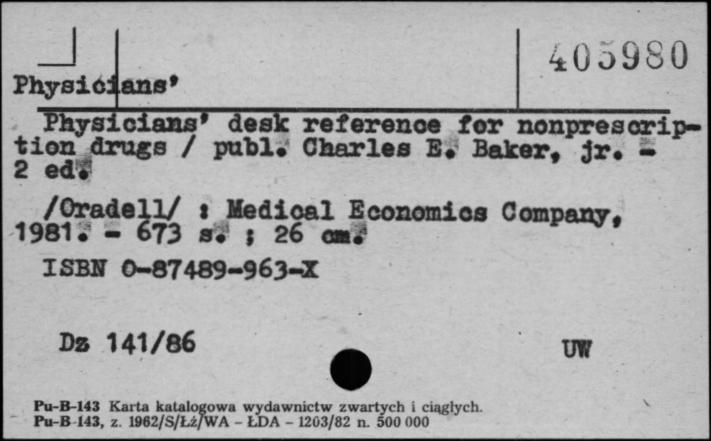 405980
Physicians'
Physicians' desk reference for nonprescrip-
tion drugs / publ. Charles E. Baker, jr. -
2 ed.
/Oradell/ : Medical Economics Company,
1981. - 673 s. ; 26 cm.
ISBN 0-87489-963-X
Dz 141/86 UW
Pu-B-143 Karta katalogowa wydawnictw zwartych i ciągłych.
Pu-B-143, z. 1962/S/Łż/WA - ŁDA - 1203/82 n. 500 000